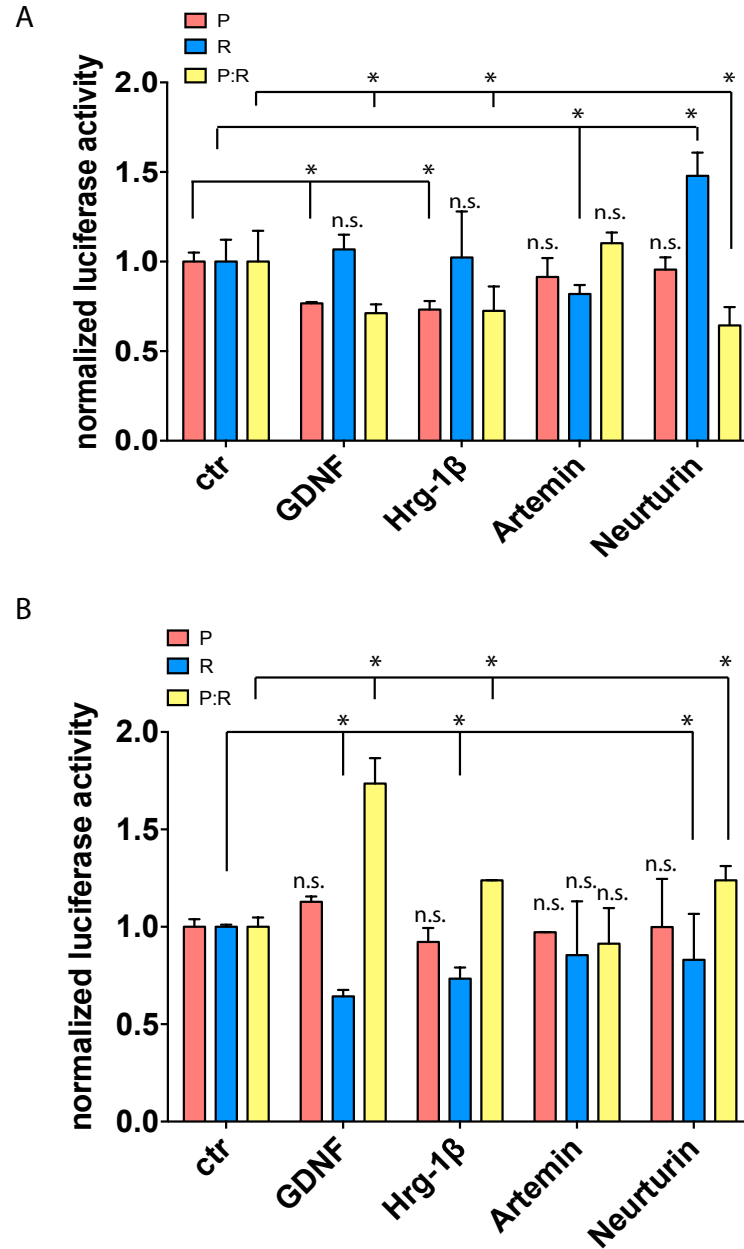 A
P
R
P:R
normalized luciferase activity
2.0
1.5
1.0
0.5
0.0
* * *
* *
* *
n.s. n.s. n.s. n.s. n.s.
ctr GDNF Hrg-1β Artemin Neurturin
B
P
R
P:R
normalized luciferase activity
2.0
1.5
1.0
0.5
0.0
* * *
* * *
n.s. n.s. n.s. n.s. n.s. n.s.
ctr GDNF Hrg-1β Artemin Neurturin